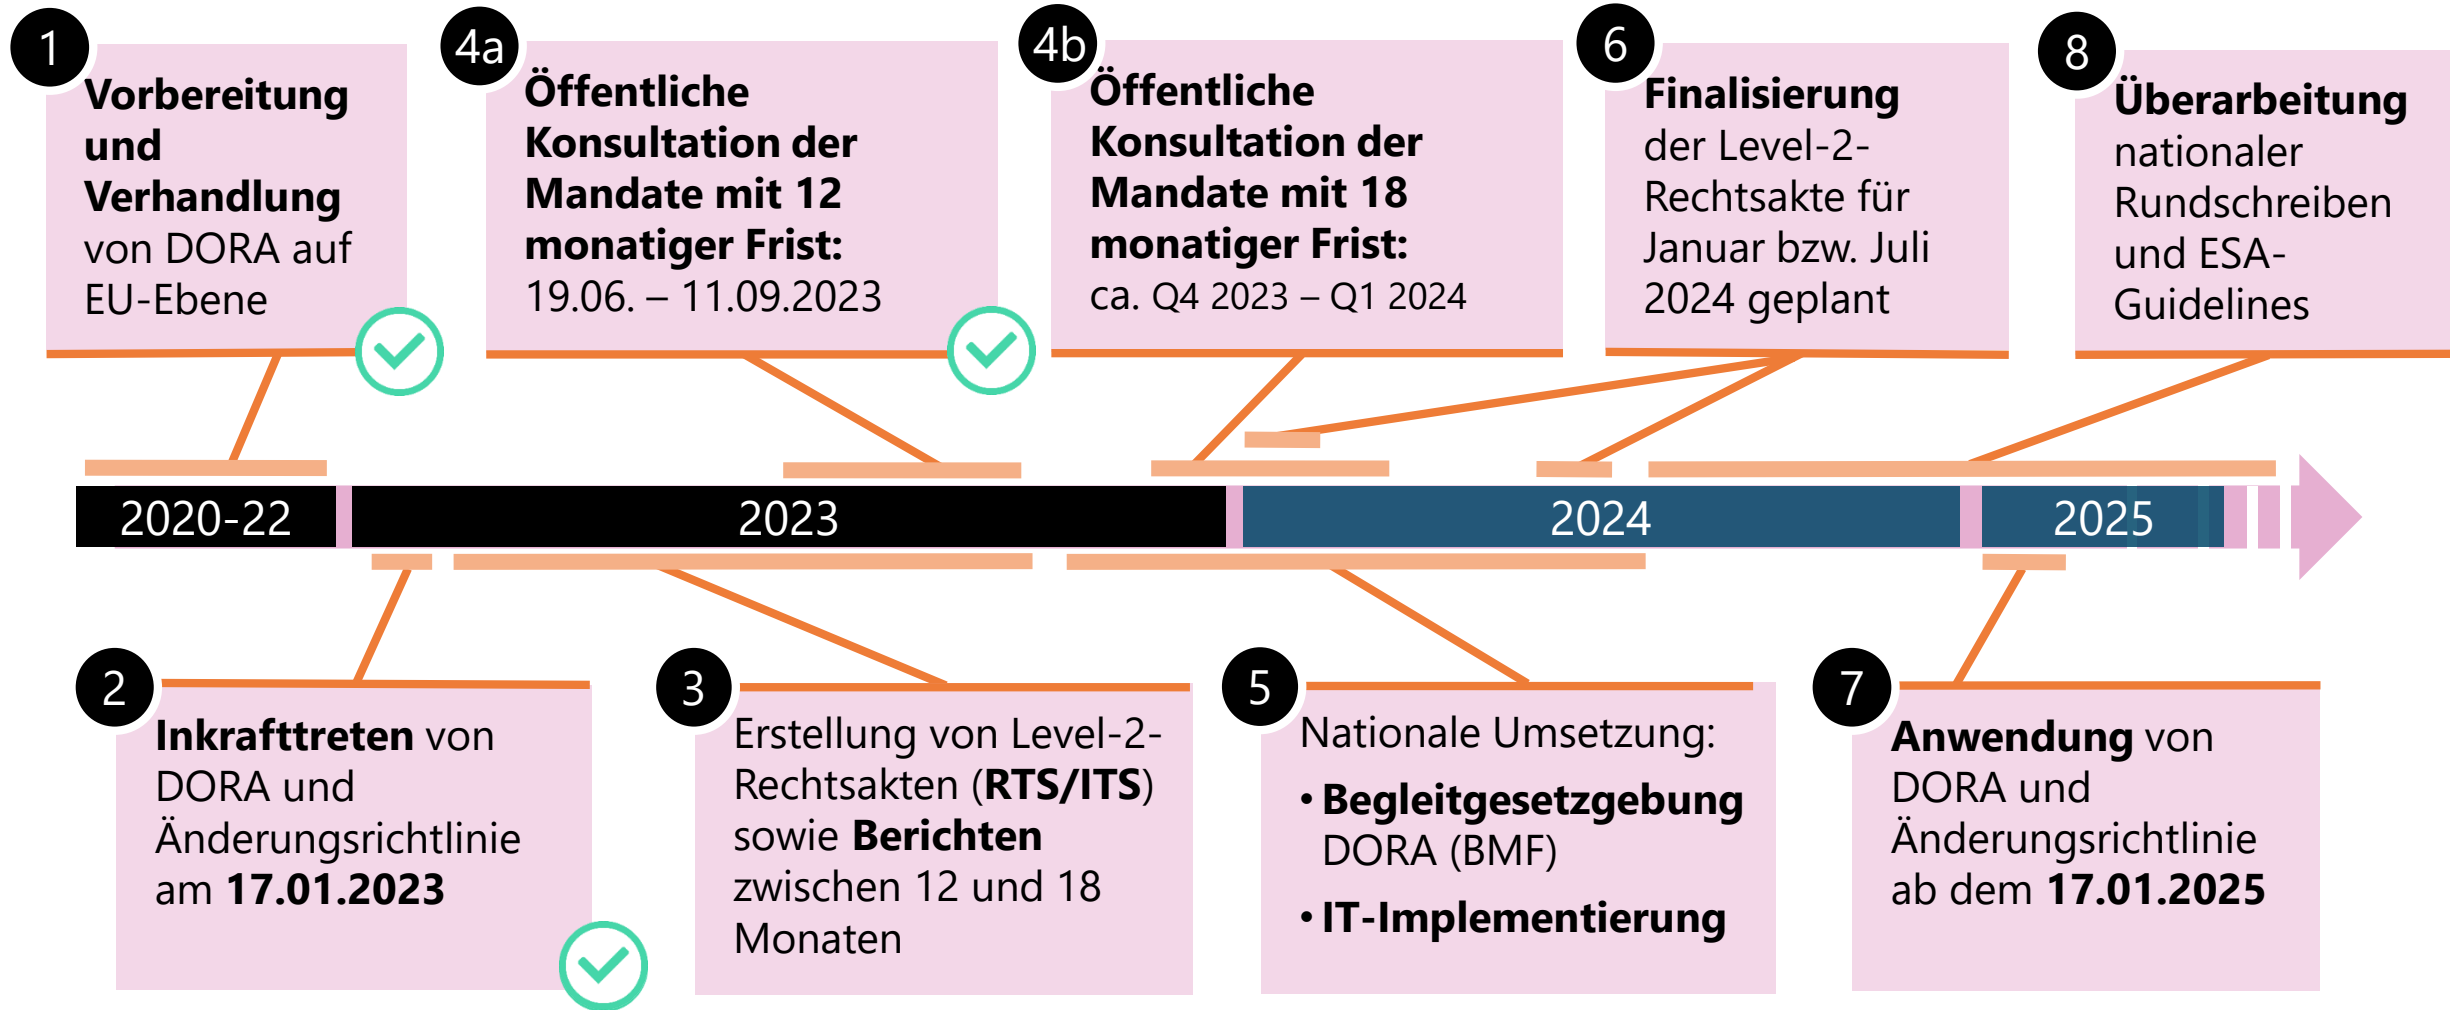 1
Vorbereitung
und
Verhandlung
von DORA auf
EU-Ebene
4a
Öffentliche
Konsultation der
Mandate mit 12
monatiger Frist:
19.06. – 11.09.2023
4b
Öffentliche
Konsultation der
Mandate mit 18
monatiger Frist:
ca. Q4 2023 – Q1 2024
6
Finalisierung
der Level-2-
Rechtsakte für
Januar bzw. Juli
2024 geplant
8
Überarbeitung
nationaler
Rundschreiben
und ESA-
Guidelines
2020-22
2023
2024
2025
2
Inkrafttreten von
DORA und
Änderungsrichtlinie
am 17.01.2023
3
Erstellung von Level-2-
Rechtsakten (RTS/ITS)
sowie Berichten
zwischen 12 und 18
Monaten
5
Nationale Umsetzung:
• Begleitgesetzgebung
DORA (BMF)
• IT-Implementierung
7
Anwendung von
DORA und
Änderungsrichtlinie
ab dem 17.01.2025